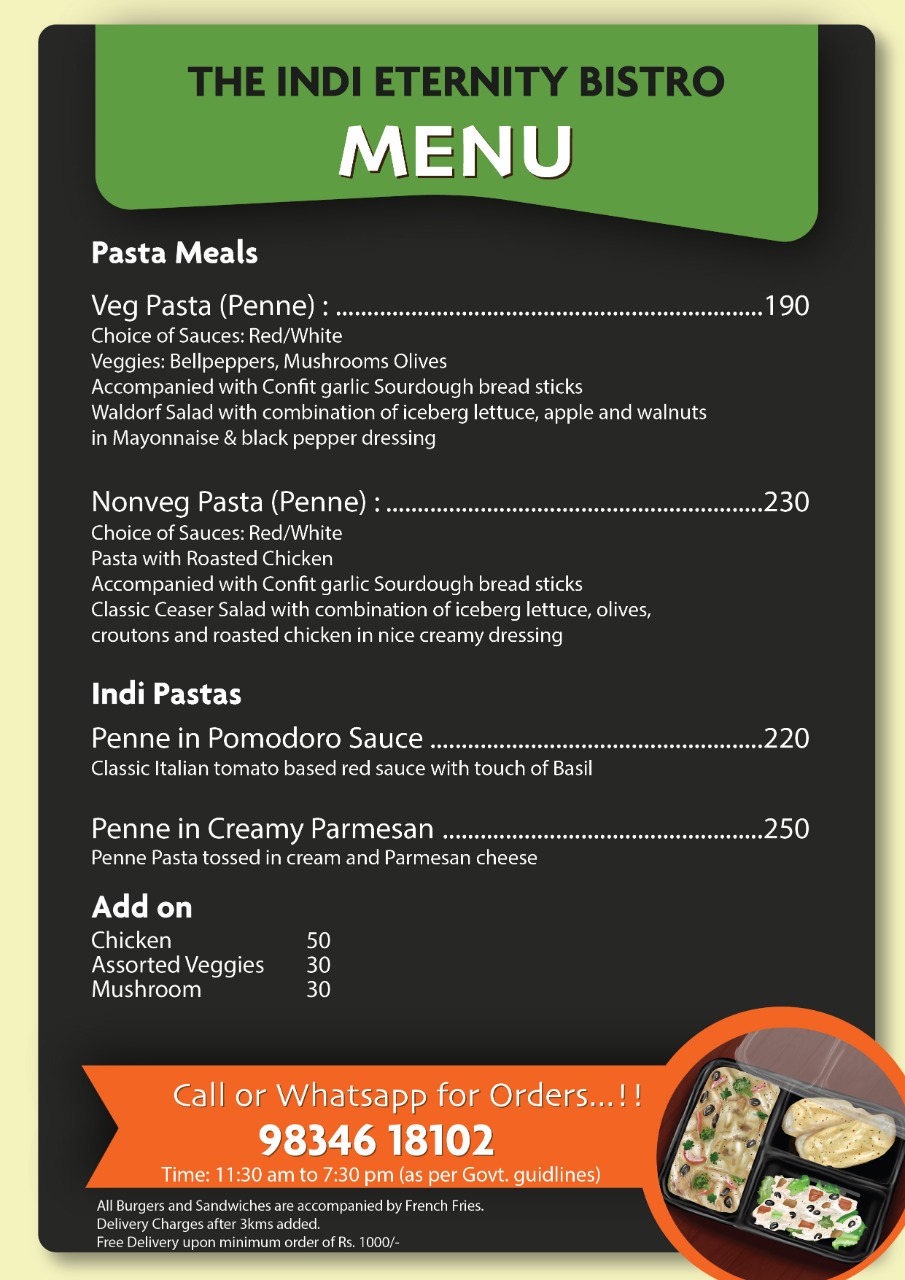 THE INDI ETERNITY BISTRO
MENU
Pasta Meals
Veg Pasta (Penne) : ......................................................................190
Choice of Sauces: Red/White
Veggies: Bellpeppers, Mushrooms Olives
Accompanied with Confit garlic Sourdough bread sticks
Waldorf Salad with combination of iceberg lettuce, apple and walnuts
in Mayonnaise & black pepper dressing
Nonveg Pasta (Penne) : ..............................................................230
Choice of Sauces: Red/White
Pasta with Roasted Chicken
Accompanied with Confit garlic Sourdough bread sticks
Classic Ceaser Salad with combination of iceberg lettuce, olives,
croutons and roasted chicken in nice creamy dressing
Indi Pastas
Penne in Pomodoro Sauce .......................................................220
Classic Italian tomato based red sauce with touch of Basil
Penne in Creamy Parmesan .....................................................250
Penne Pasta tossed in cream and Parmesan cheese
Add on
Chicken 50
Assorted Veggies 30
Mushroom 30
Call or Whatsapp for Orders...!!
98346 18102
Time: 11:30 am to 7:30 pm (as per Govt. guidlines)
All Burgers and Sandwiches are accompanied by French Fries.
Delivery Charges after 3kms added.
Free Delivery upon minimum order of Rs. 1000/-